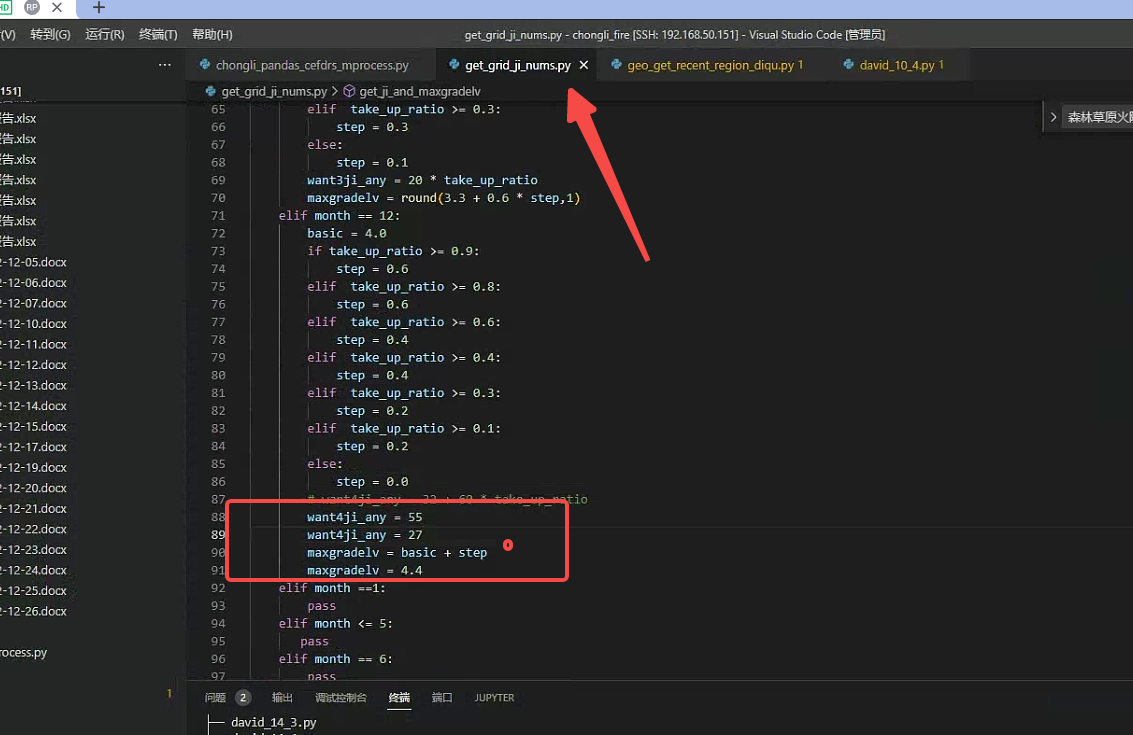 HD RP
(V) 转到(G) 运行(R) 终端(T) 帮助(H) get_grid_ji_nums.py - chongli_fire [SSH: 192.168.50.151] - Visual Studio Code [管理员]
chongli_pandas_cefdrs_mprocess.py get_grid_ji_nums.py geo_get_recent_region_diqu.py 1 david_10_4.py 1
get_grid_ji_nums.py > get_ji_and_maxgradelv
151]
告.xlsx
告.xlsx
告.xlsx
告.xlsx
告.xlsx
告.xlsx
告.xlsx
2-12-05.docx
2-12-06.docx
2-12-07.docx
2-12-10.docx
2-12-11.docx
2-12-12.docx
2-12-13.docx
2-12-14.docx
2-12-15.docx
2-12-17.docx
2-12-19.docx
2-12-20.docx
2-12-21.docx
2-12-22.docx
2-12-23.docx
2-12-24.docx
2-12-25.docx
2-12-26.docx
rocess.py
1
65 elif take_up_ratio >= 0.3:
66 step = 0.3
67 else:
68 step = 0.1
69 want3ji_any = 20 * take_up_ratio
70 maxgradelv = round(3.3 + 0.6 * step,1)
71 elif month == 12:
72 basic = 4.0
73 if take_up_ratio >= 0.9:
74 step = 0.6
75 elif take_up_ratio >= 0.8:
76 step = 0.6
77 elif take_up_ratio >= 0.6:
78 step = 0.4
79 elif take_up_ratio >= 0.4:
80 step = 0.4
81 elif take_up_ratio >= 0.3:
82 step = 0.2
83 elif take_up_ratio >= 0.1:
84 step = 0.2
85 else:
86 step = 0.0
87 # want4ji_any = 32 + 60 * take_up_ratio
88 want4ji_any = 55
89 want4ji_any = 27
90 maxgradelv = basic + step
91 maxgradelv = 4.4
92 elif month ==1:
93 pass
94 elif month <= 5:
95 pass
96 elif month == 6:
97 pass
森林草原火
问题 2 输出 调试控制台 终端 端口 JUPYTER
david_14_3.py